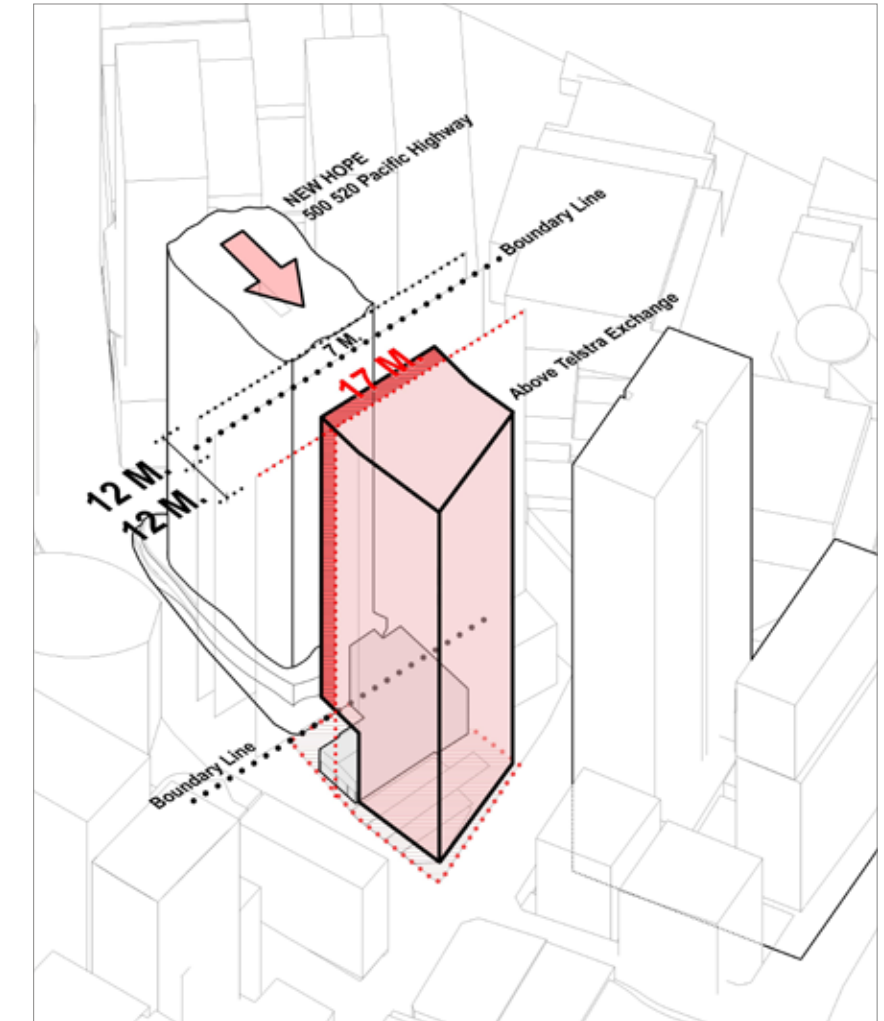 NEW HOPE
500 520 Pacific Highway
Boundary Line
7 M.
17 M.
Above Telstra Exchange
12 M.
12 M.
Boundary Line